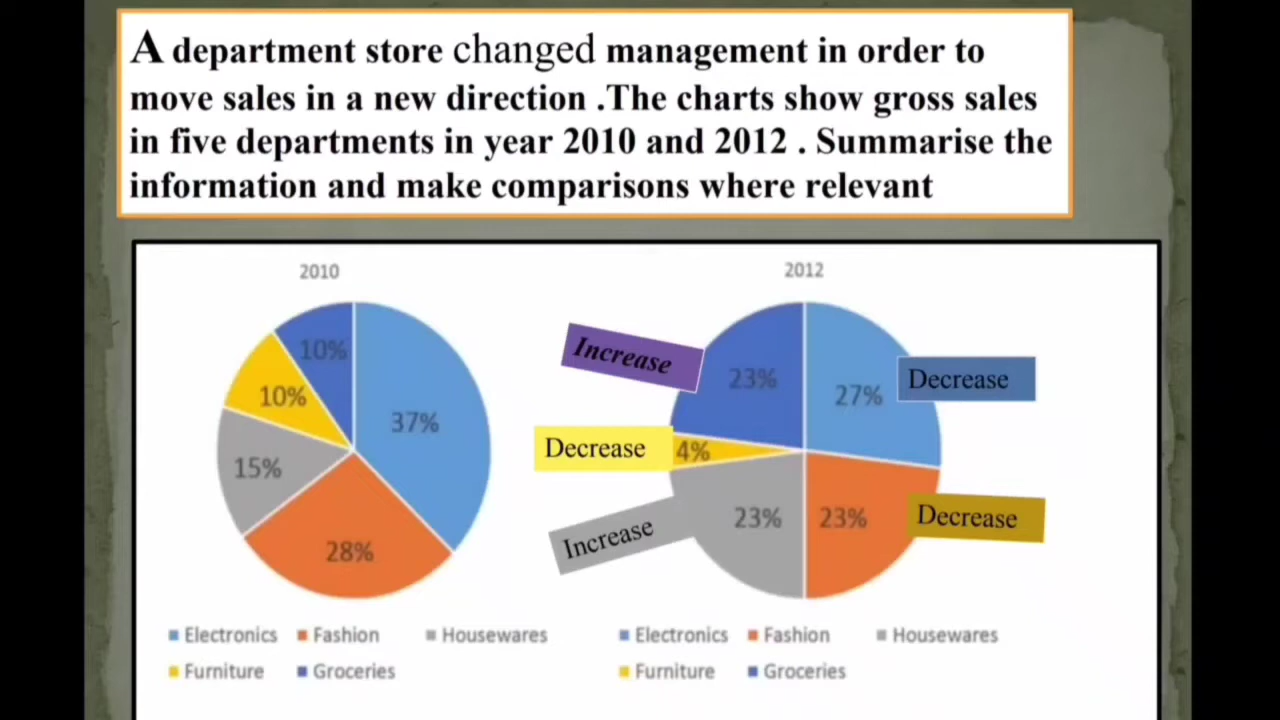 A department store changed management in order to
move sales in a new direction .The charts show gross sales
in five departments in year 2010 and 2012 . Summarise the
information and make comparisons where relevant
2010
10%
10%
37%
15%
28%
Electronics Fashion Housewares
Furniture Groceries
2012
Increase
23%
27%
Decrease
Decrease
4%
Increase
23%
23%
Decrease
Electronics Fashion Housewares
Furniture Groceries